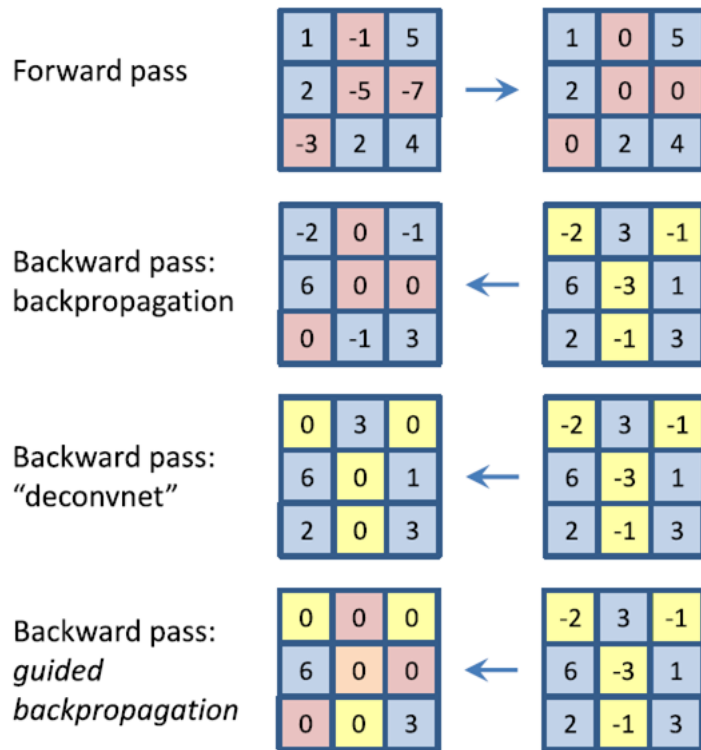 Forward pass
1 -1 5 1 0 5
2 -5 -7 2 0 0
-3 2 4 0 2 4
Backward pass:
backpropagation
-2 0 -1 -2 3 -1
6 0 0 6 -3 1
0 -1 3 2 -1 3
Backward pass:
“deconvnet”
0 3 0 -2 3 -1
6 0 1 6 -3 1
2 0 3 2 -1 3
Backward pass:
guided
backpropagation
0 0 0 -2 3 -1
6 0 0 6 -3 1
0 0 3 2 -1 3